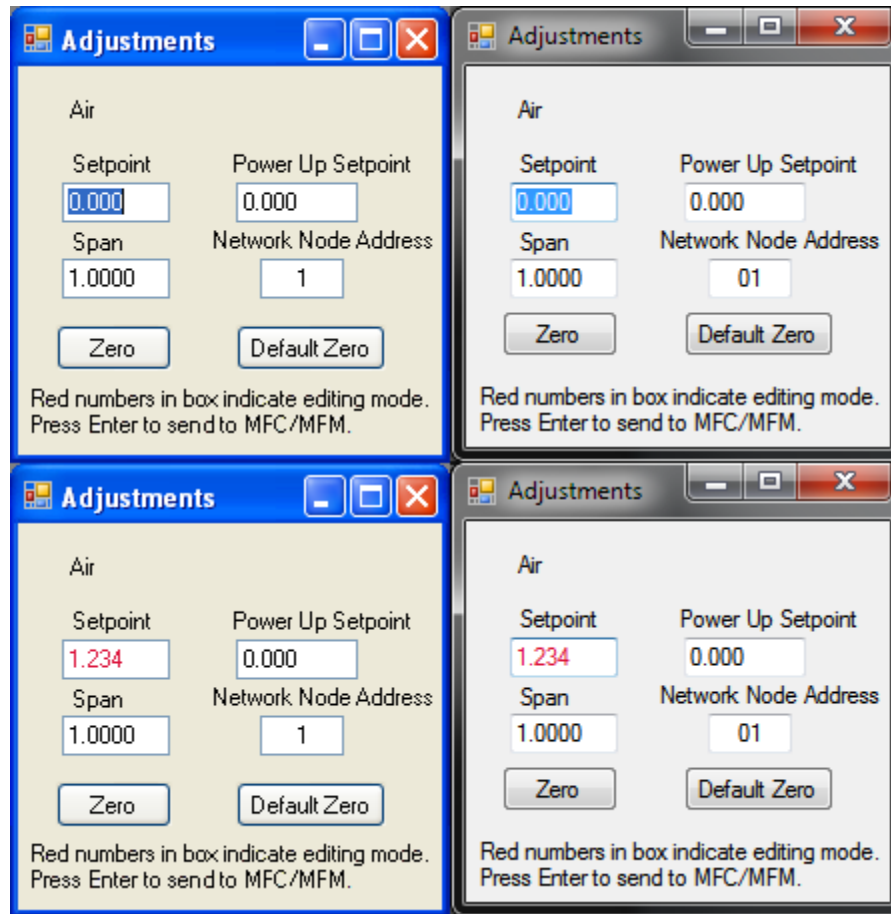 Adjustments
Air
Setpoint Power Up Setpoint
0.000 0.000
Span Network Node Address
1.0000 1
Zero Default Zero
Red numbers in box indicate editing mode.
Press Enter to send to MFC/MFM.
Adjustments
Air
Setpoint Power Up Setpoint
0.000 0.000
Span Network Node Address
1.0000 01
Zero Default Zero
Red numbers in box indicate editing mode.
Press Enter to send to MFC/MFM.
Adjustments
Air
Setpoint Power Up Setpoint
1.234 0.000
Span Network Node Address
1.0000 1
Zero Default Zero
Red numbers in box indicate editing mode.
Press Enter to send to MFC/MFM.
Adjustments
Air
Setpoint Power Up Setpoint
1.234 0.000
Span Network Node Address
1.0000 01
Zero Default Zero
Red numbers in box indicate editing mode.
Press Enter to send to MFC/MFM.